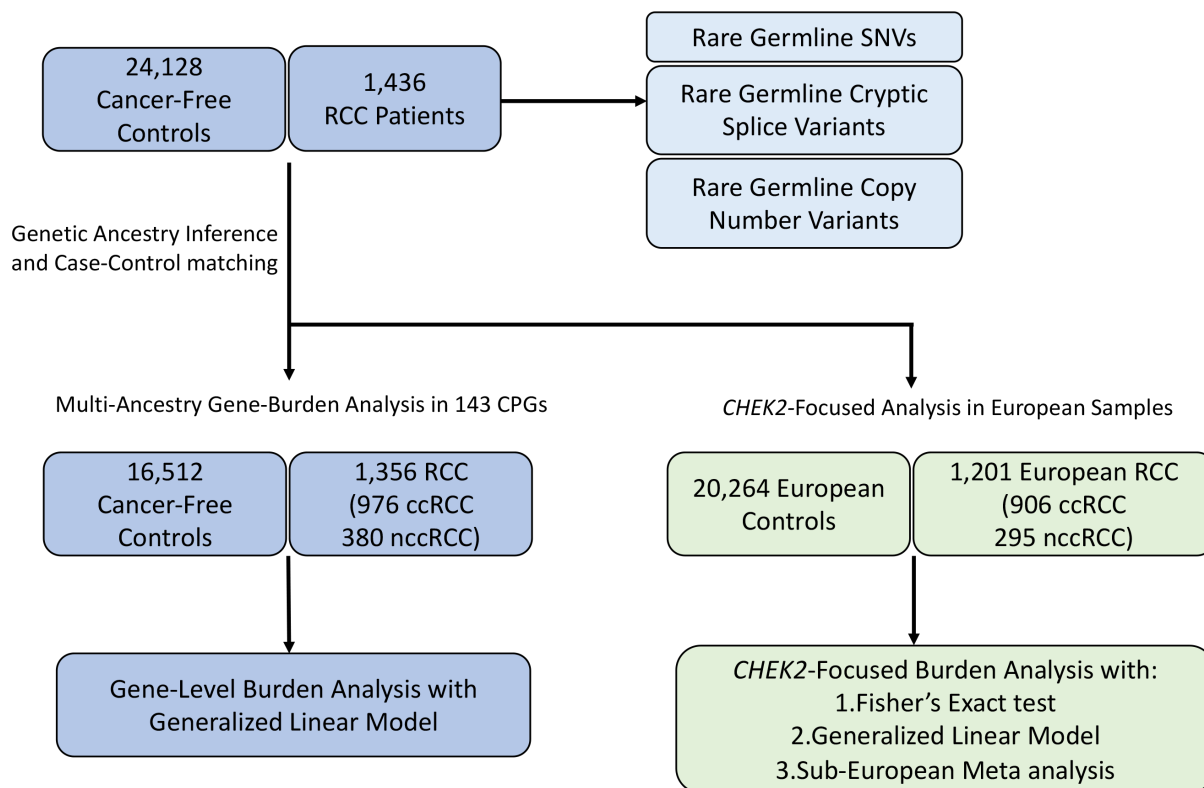 24,128
Cancer-Free
Controls
1,436
RCC Patients
Rare Germline SNVs
Rare Germline Cryptic
Splice Variants
Rare Germline Copy
Number Variants
Genetic Ancestry Inference
and Case-Control matching
Multi-Ancestry Gene-Burden Analysis in 143 CPGs
CHEK2-Focused Analysis in European Samples
16,512
Cancer-Free
Controls
1,356 RCC
(976 ccRCC
380 nccRCC)
20,264 European
Controls
1,201 European RCC
(906 ccRCC
295 nccRCC)
Gene-Level Burden Analysis with
Generalized Linear Model
CHEK2-Focused Burden Analysis with:
1.Fisher’s Exact test
2.Generalized Linear Model
3.Sub-European Meta analysis